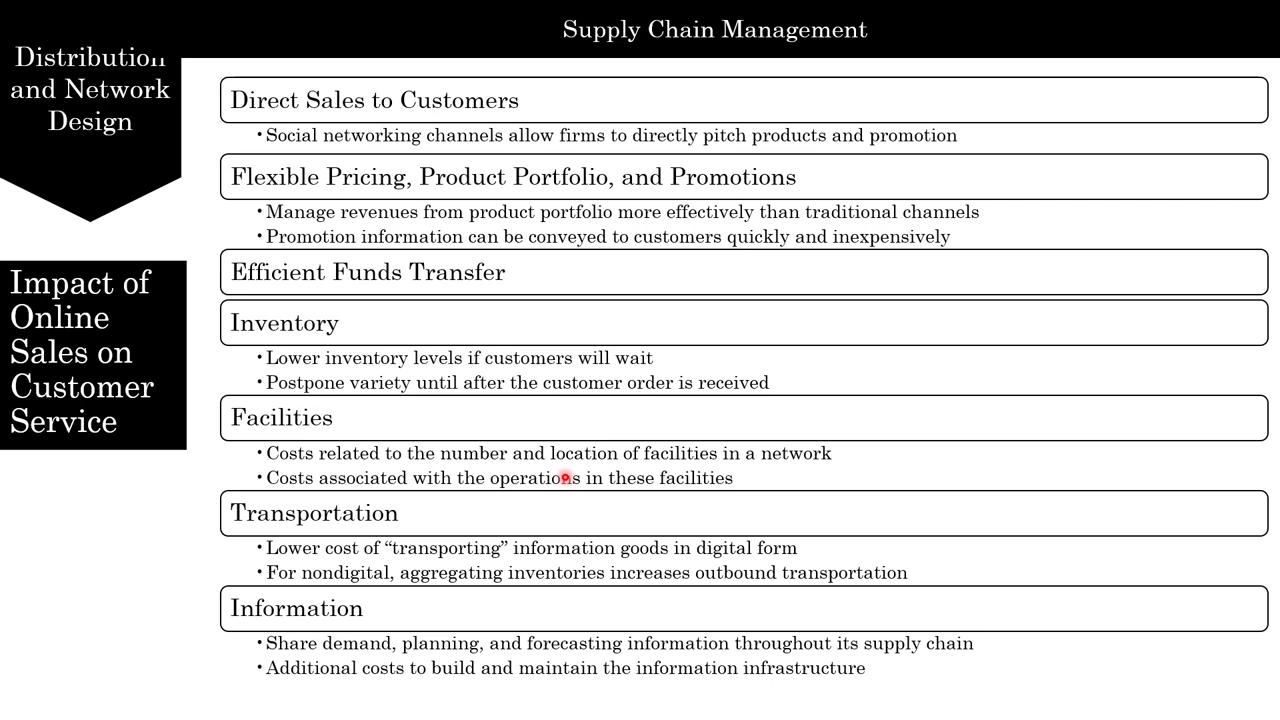 Supply Chain Management
Distribution
and Network
Design
Impact of
Online
Sales on
Customer
Service
Direct Sales to Customers
•Social networking channels allow firms to directly pitch products and promotion
Flexible Pricing, Product Portfolio, and Promotions
•Manage revenues from product portfolio more effectively than traditional channels
•Promotion information can be conveyed to customers quickly and inexpensively
Efficient Funds Transfer
Inventory
•Lower inventory levels if customers will wait
•Postpone variety until after the customer order is received
Facilities
•Costs related to the number and location of facilities in a network
•Costs associated with the operations in these facilities
Transportation
•Lower cost of “transporting” information goods in digital form
•For nondigital, aggregating inventories increases outbound transportation
Information
•Share demand, planning, and forecasting information throughout its supply chain
•Additional costs to build and maintain the information infrastructure